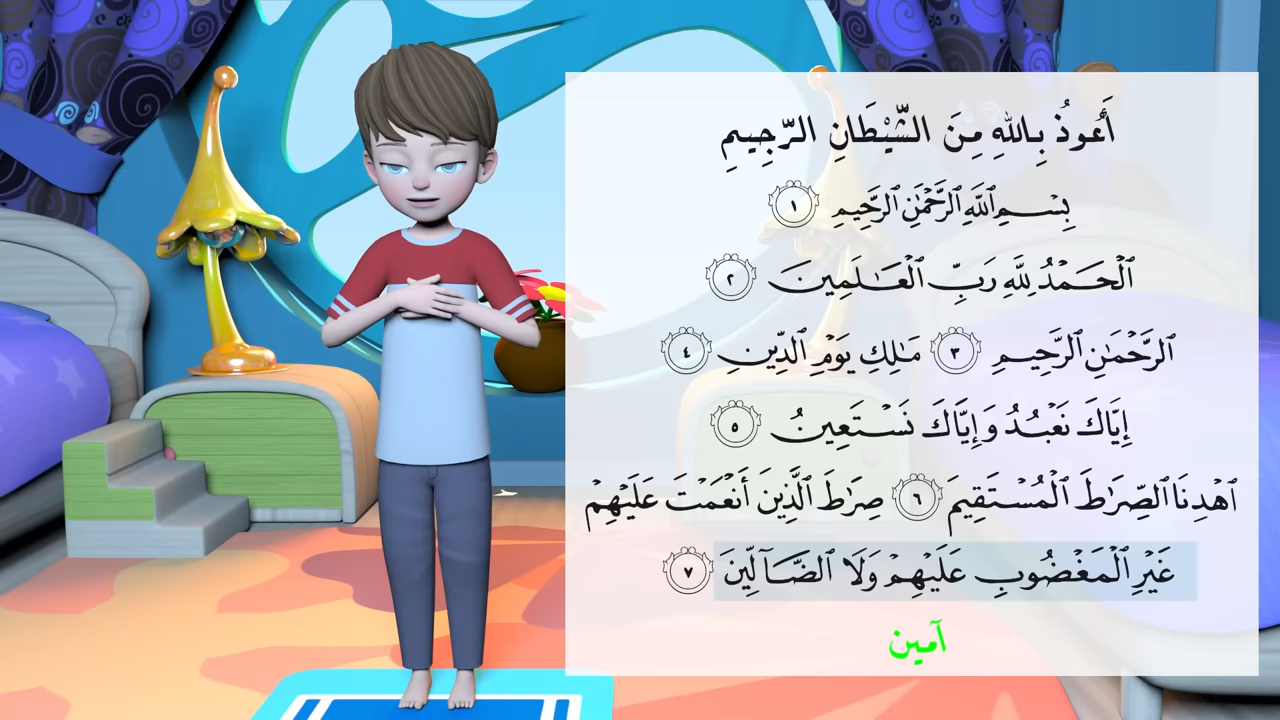 أَعُوذُ بِاللهِ مِنَ الشَّيْطَانِ الرَّجِيمِ
بِسْمِ ٱللَّهِ ٱلرَّحْمَٰنِ ٱلرَّحِيمِ ١
ٱلْحَمْدُ لِلَّهِ رَبِّ ٱلْعَٰلَمِينَ ٢
ٱلرَّحْمَٰنِ ٱلرَّحِيمِ ٣ مَٰلِكِ يَوْمِ ٱلدِّينِ ٤
إِيَّاكَ نَعْبُدُ وَإِيَّاكَ نَسْتَعِينُ ٥
ٱهْدِنَا ٱلصِّرَٰطَ ٱلْمُسْتَقِيمَ ٦ صِرَٰطَ ٱلَّذِينَ أَنْعَمْتَ عَلَيْهِمْ
غَيْرِ ٱلْمَغْضُوبِ عَلَيْهِمْ وَلَا ٱلضَّآلِّينَ ٧
آمين